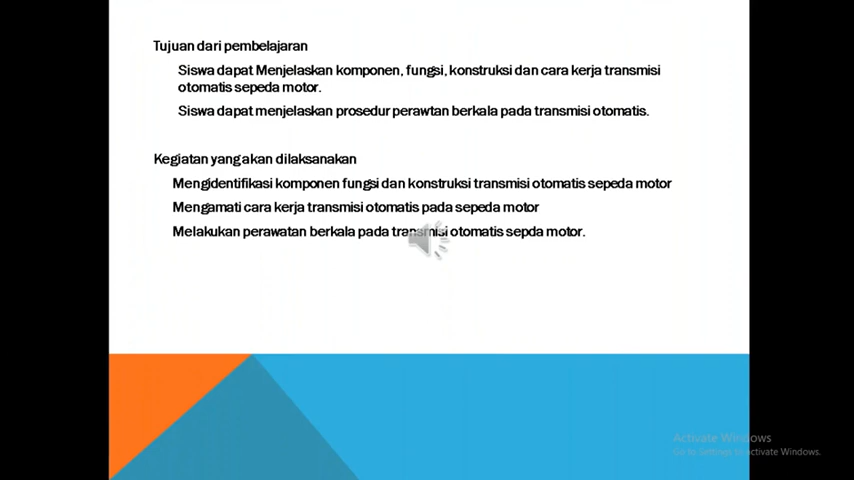 Tujuan dari pembelajaran
Siswa dapat Menjelaskan komponen, fungsi, konstruksi dan cara kerja transmisi
otomatis sepeda motor.
Siswa dapat menjelaskan prosedur perawtan berkala pada transmisi otomatis.
Kegiatan yang akan dilaksanakan
Mengidentifikasi komponen fungsi dan konstruksi transmisi otomatis sepeda motor
Mengamati cara kerja transmisi otomatis pada sepeda motor
Melakukan perawatan berkala pada transmisi otomatis sepda motor.
Activate Windows
Go to Settings to activate Windows.